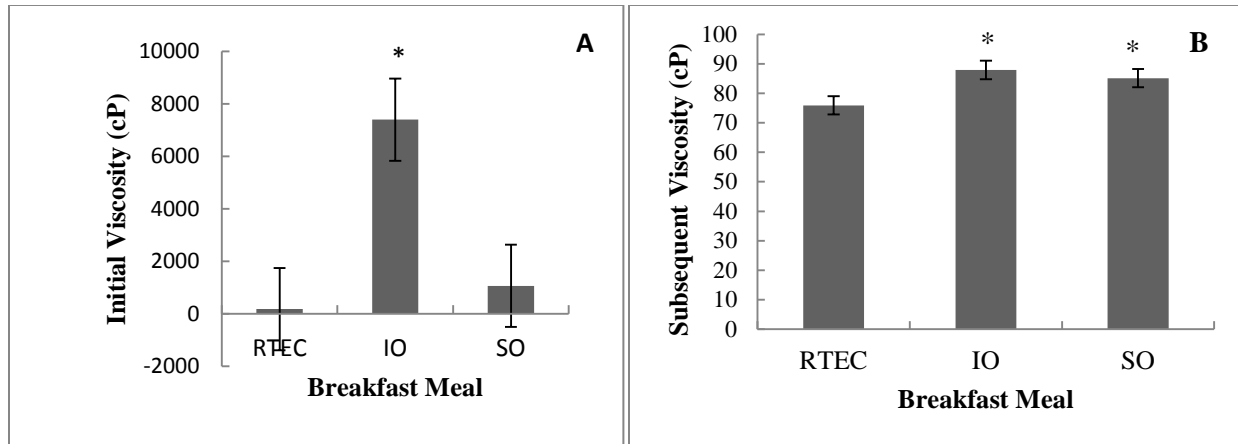 A
Initial Viscosity (cP)
10000
8000
6000
4000
2000
0
-2000
*
RTEC IO SO
Breakfast Meal
B
Subsequent Viscosity (cP)
100
90
80
70
60
50
40
30
20
10
0
* *
RTEC IO SO
Breakfast Meal